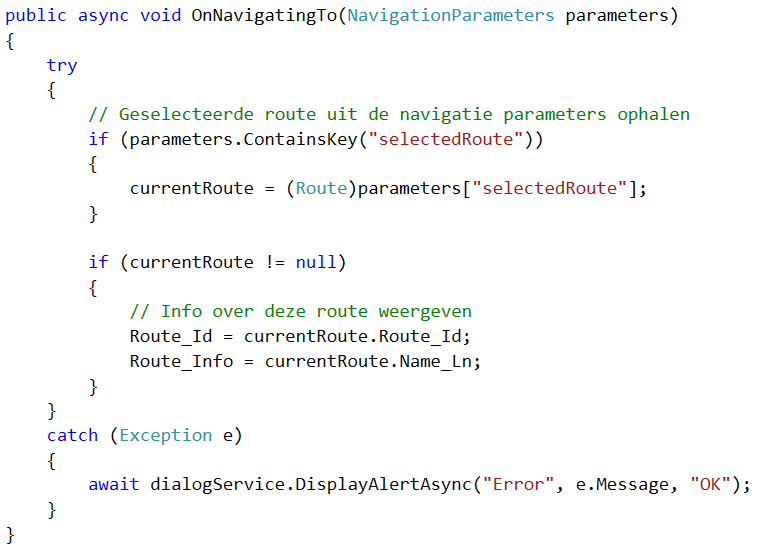 public async void OnNavigatingTo(NavigationParameters parameters)
{
    try
    {
        // Geselecteerde route uit de navigatie parameters ophalen
        if (parameters.ContainsKey("selectedRoute"))
        {
            currentRoute = (Route)parameters["selectedRoute"];
        }

        if (currentRoute != null)
        {
            // Info over deze route weergeven
            Route_Id = currentRoute.Route_Id;
            Route_Info = currentRoute.Name_Ln;
        }
    }
    catch (Exception e)
    {
        await dialogService.DisplayAlertAsync("Error", e.Message, "OK");
    }
}